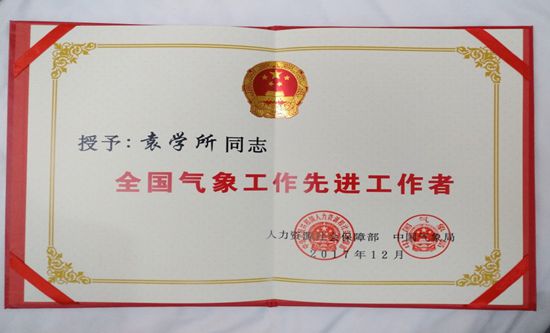 授予：袁学所同志
全国气象工作先进工作者
人力资源社会保障部 中国气象局
2017年12月